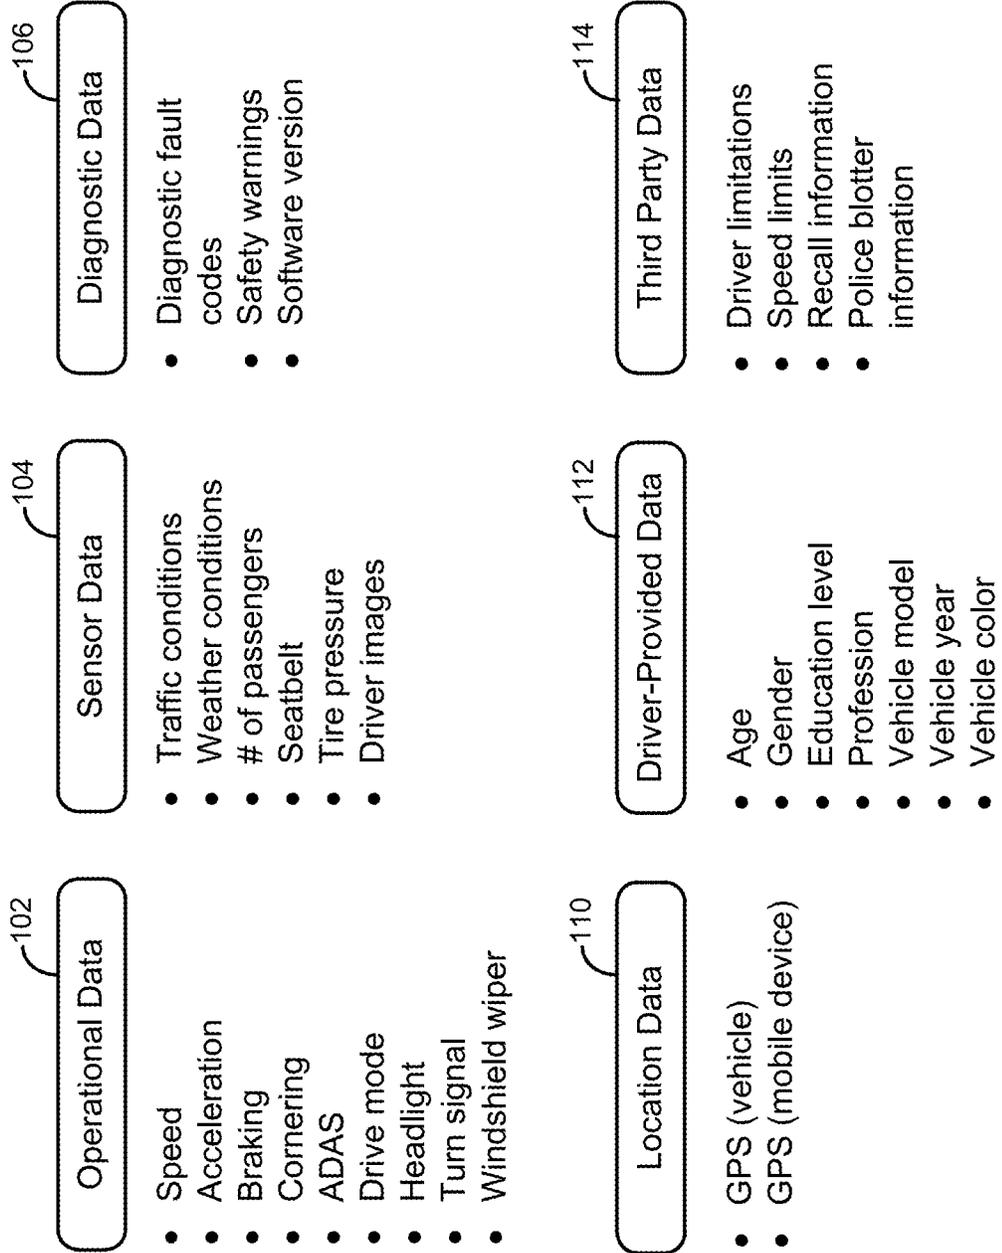 102
Operational Data
• Speed
• Acceleration
• Braking
• Cornering
• ADAS
• Drive mode
• Headlight
• Turn signal
• Windshield wiper
104
Sensor Data
• Traffic conditions
• Weather conditions
• # of passengers
• Seatbelt
• Tire pressure
• Driver images
106
Diagnostic Data
• Diagnostic fault
codes
• Safety warnings
• Software version
110
Location Data
• GPS (vehicle)
• GPS (mobile device)
112
Driver-Provided Data
• Age
• Gender
• Education level
• Profession
• Vehicle model
• Vehicle year
• Vehicle color
114
Third Party Data
• Driver limitations
• Speed limits
• Recall information
• Police blotter
information